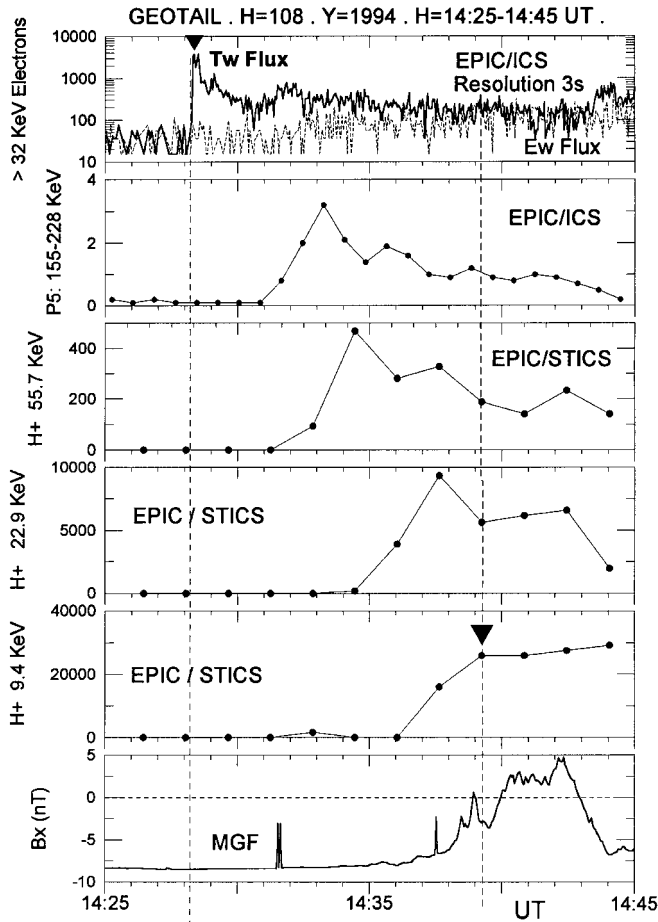 GEOTAIL . H=108 . Y=1994 . H=14:25-14:45 UT .
> 32 KeV Electrons
10000
1000
100
10
Tw Flux
EPIC/ICS
Resolution 3s
Ew Flux
P5: 155-228 KeV
4
2
0
EPIC/ICS
H+ 55.7 KeV
400
200
0
EPIC/STICS
H+ 22.9 KeV
10000
5000
0
EPIC / STICS
H+ 9.4 KeV
40000
20000
0
EPIC / STICS
Bx (nT)
5
0
-5
-10
MGF
14:25
14:35
UT
14:45